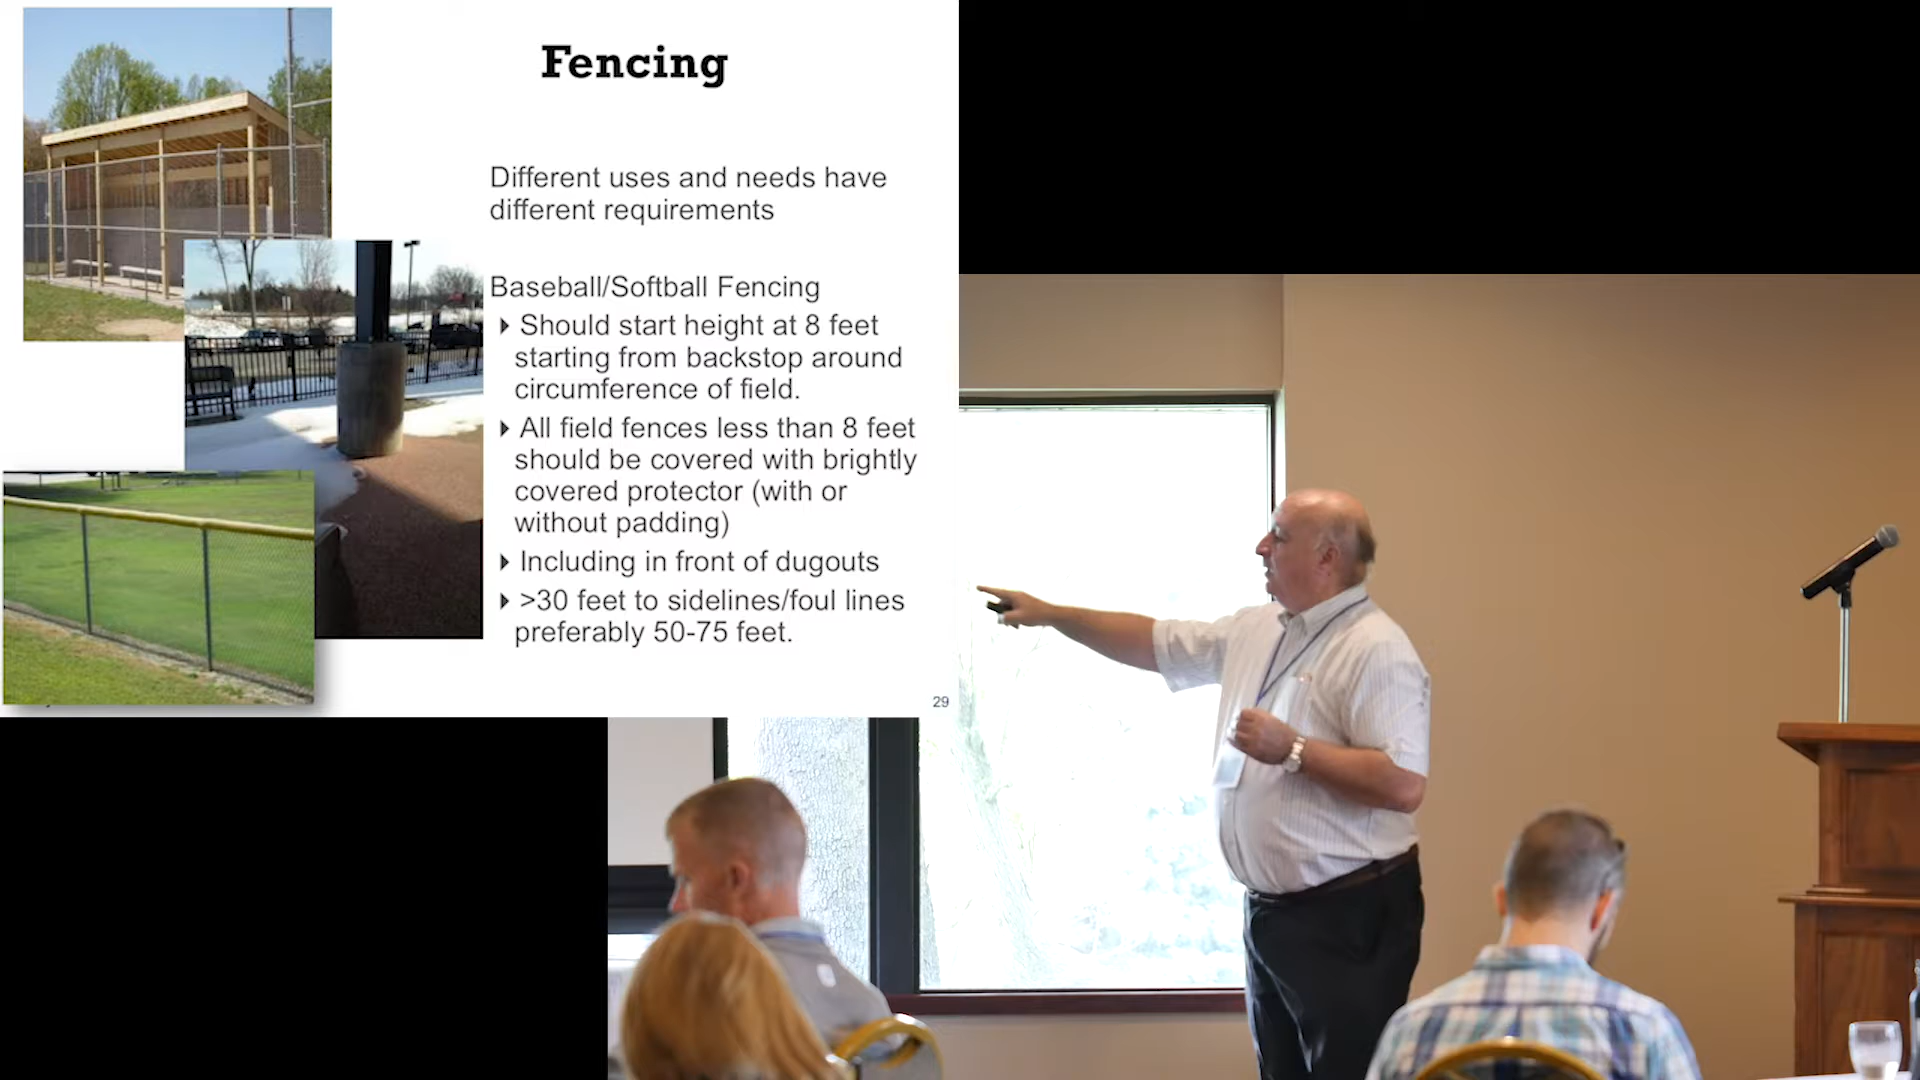 Fencing
Different uses and needs have
different requirements
Baseball/Softball Fencing
Should start height at 8 feet
starting from backstop around
circumference of field.
All field fences less than 8 feet
should be covered with brightly
covered protector (with or
without padding)
Including in front of dugouts
>30 feet to sidelines/foul lines
preferably 50-75 feet.
29